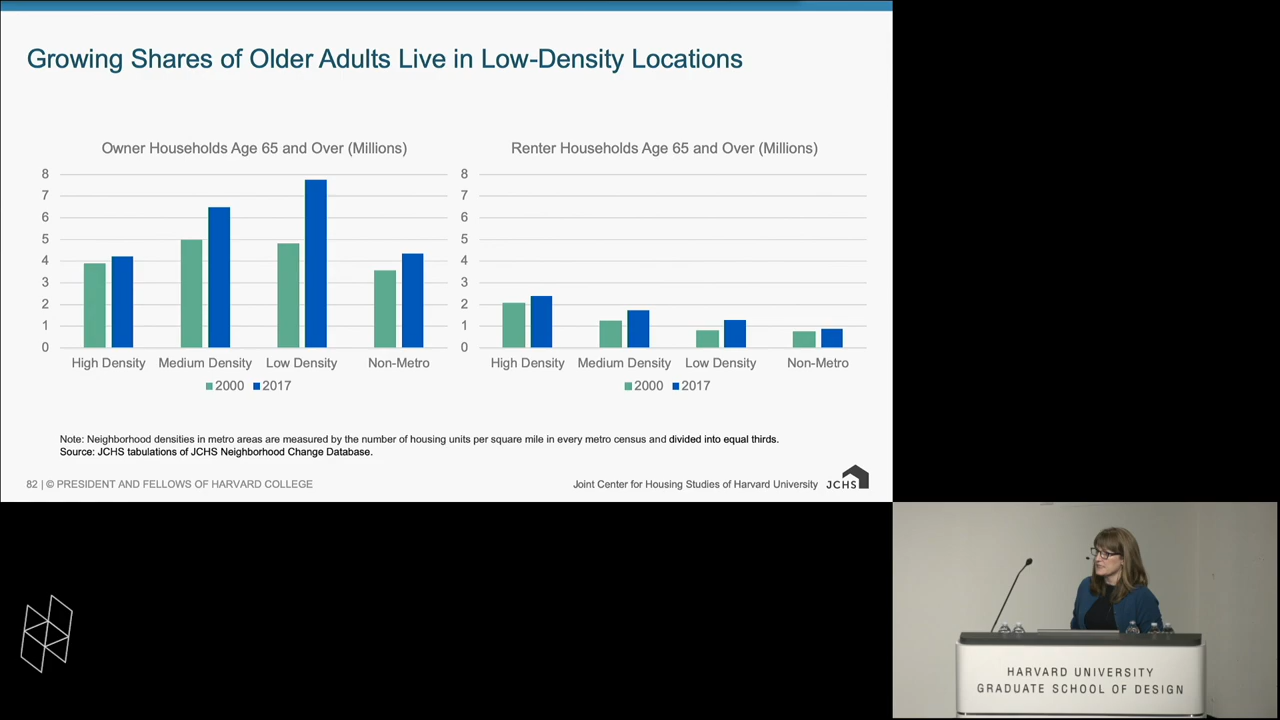 Growing Shares of Older Adults Live in Low-Density Locations
Owner Households Age 65 and Over (Millions)
8
7
6
5
4
3
2
1
0
High Density Medium Density Low Density Non-Metro
2000 2017
Renter Households Age 65 and Over (Millions)
8
7
6
5
4
3
2
1
0
High Density Medium Density Low Density Non-Metro
2000 2017
Note: Neighborhood densities in metro areas are measured by the number of housing units per square mile in every metro census and divided into equal thirds.
Source: JCHS tabulations of JCHS Neighborhood Change Database.
82 | © PRESIDENT AND FELLOWS OF HARVARD COLLEGE
Joint Center for Housing Studies of Harvard University JCHS
HARVARD UNIVERSITY
GRADUATE SCHOOL OF DESIGN